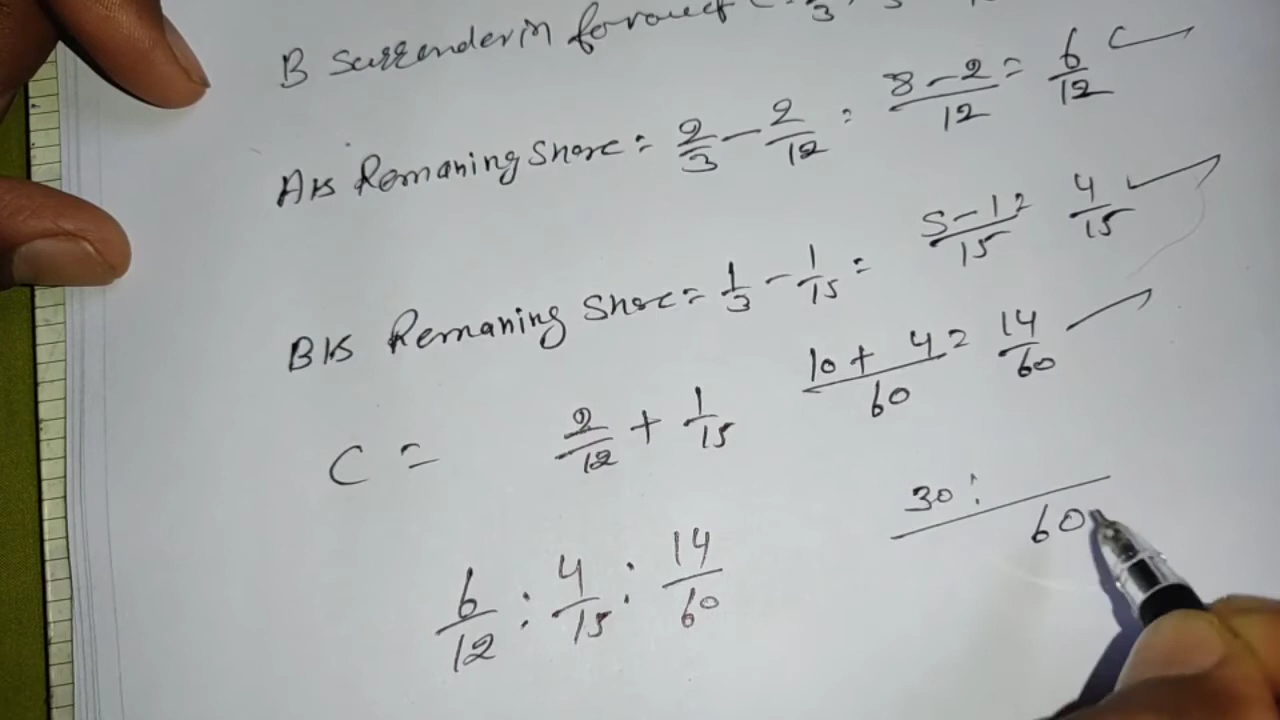 B Surrender in favour of
A's Remaning Share = 2/3 - 2/12 = 8-2/12 = 6/12
B's Remaning Share = 1/3 - 1/15 = 5-1/15 = 4/15
C = 2/12 + 1/15 10+4/60 = 14/60
6/12 : 4/15 : 14/60 30: /60